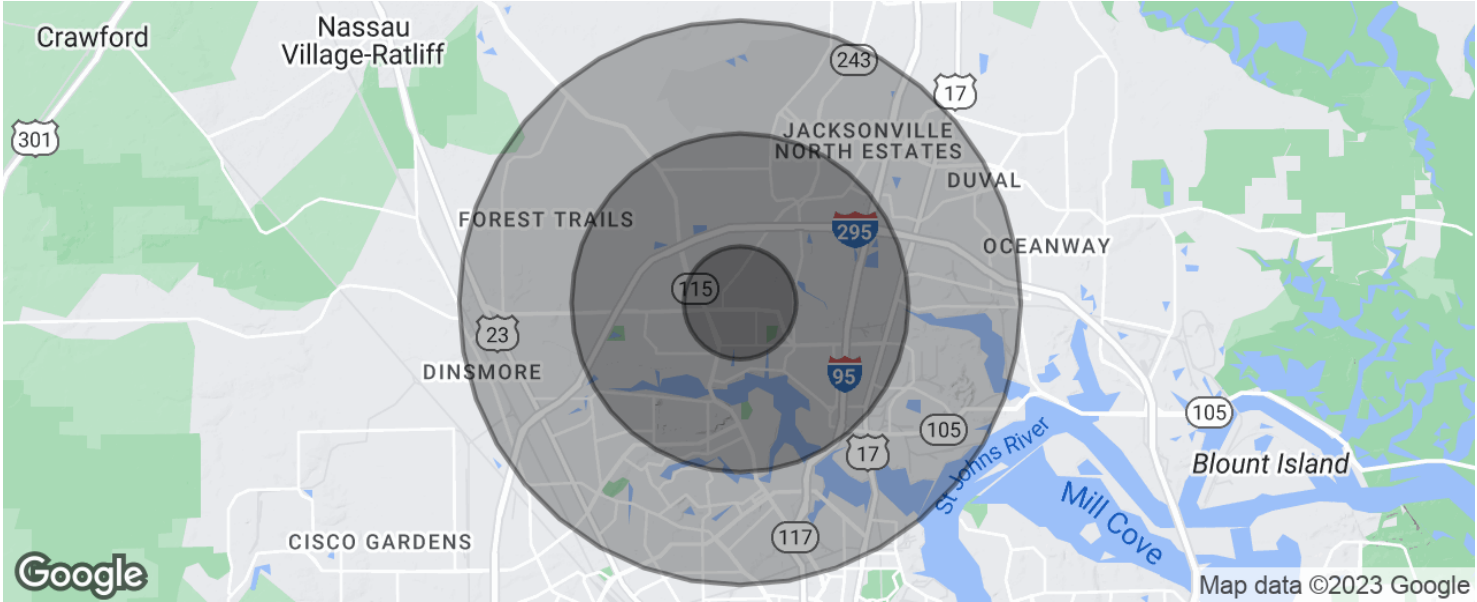 Crawford
Nassau
Village-Ratliff
243
17
301
JACKSONVILLE
NORTH ESTATES
DUVAL
FOREST TRAILS
295
OCEANWAY
115
23
DINSMORE
95
105
105
17
St Johns River
Blount Island
Mill Cove
117
CISCO GARDENS
Google
Map data ©2023 Google